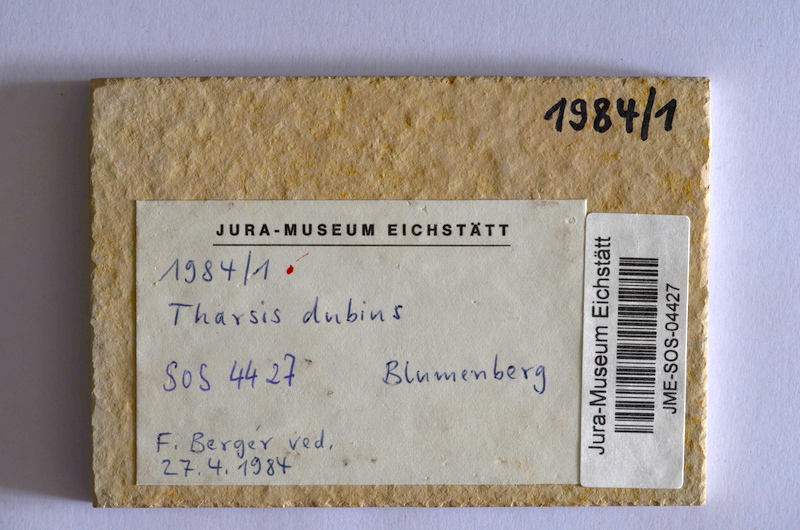 1984/1
JURA-MUSEUM EICHSTÄTT
1984/1
Tharsis dubius
SOS 4427 Blumenberg
F. Berger ved.
27.4.1984
Jura-Museum Eichstätt
JME-SOS-04427